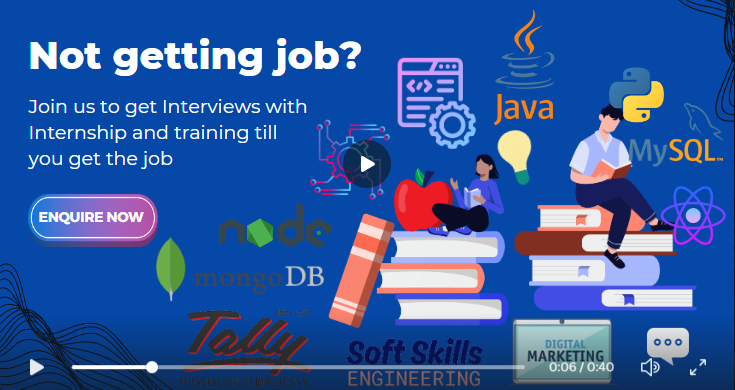 Not getting job?
Join us to get Interviews with
Internship and training till
you get the job
ENQUIRE NOW
Java
MySQL™
node
mongoDB
Tally
Soft Skills
ENGINEERING
DIGITAL
MARKETING
0:06 / 0:40